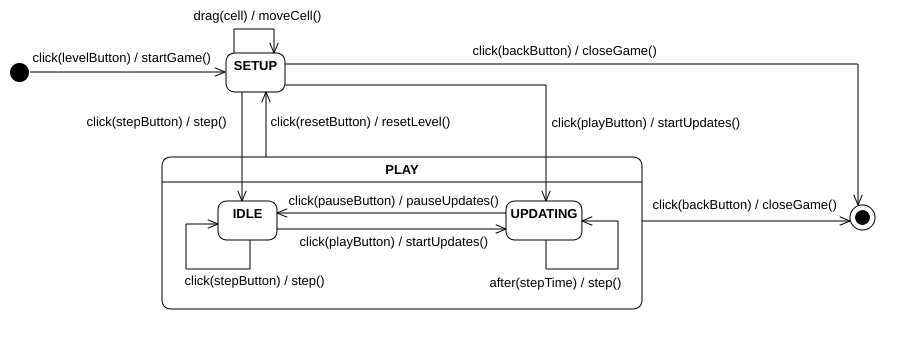 drag(cell) / moveCell()
click(levelButton) / startGame()
click(backButton) / closeGame()
SETUP
click(stepButton) / step()
click(resetButton) / resetLevel()
click(playButton) / startUpdates()
PLAY
click(pauseButton) / pauseUpdates()
click(backButton) / closeGame()
IDLE
UPDATING
click(playButton) / startUpdates()
click(stepButton) / step()
after(stepTime) / step()